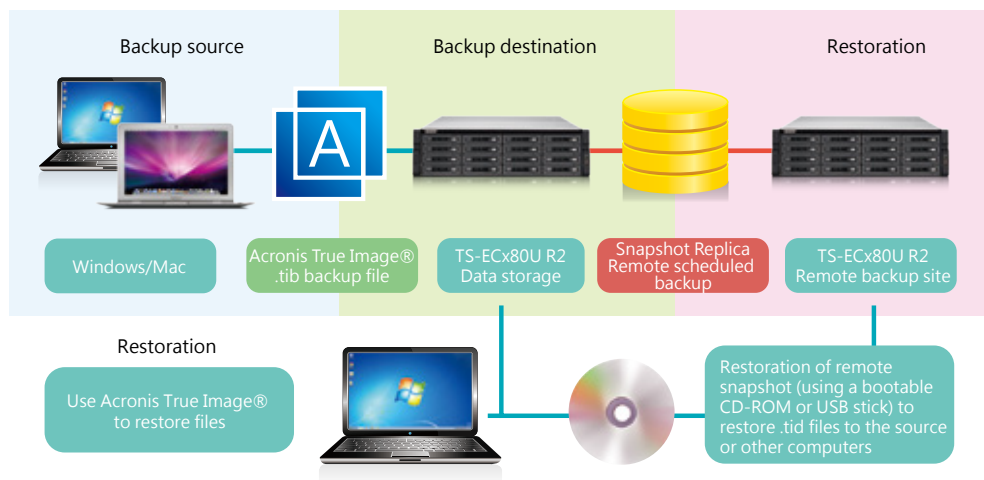 Backup source
Backup destination
Restoration
A
Windows/Mac
Acronis True Image®
.tib backup file
TS-ECx80U R2
Data storage
Snapshot Replica
Remote scheduled
backup
TS-ECx80U R2
Remote backup site
Restoration
Use Acronis True Image®
to restore files
Restoration of remote
snapshot (using a bootable
CD-ROM or USB stick) to
restore .tid files to the source
or other computers